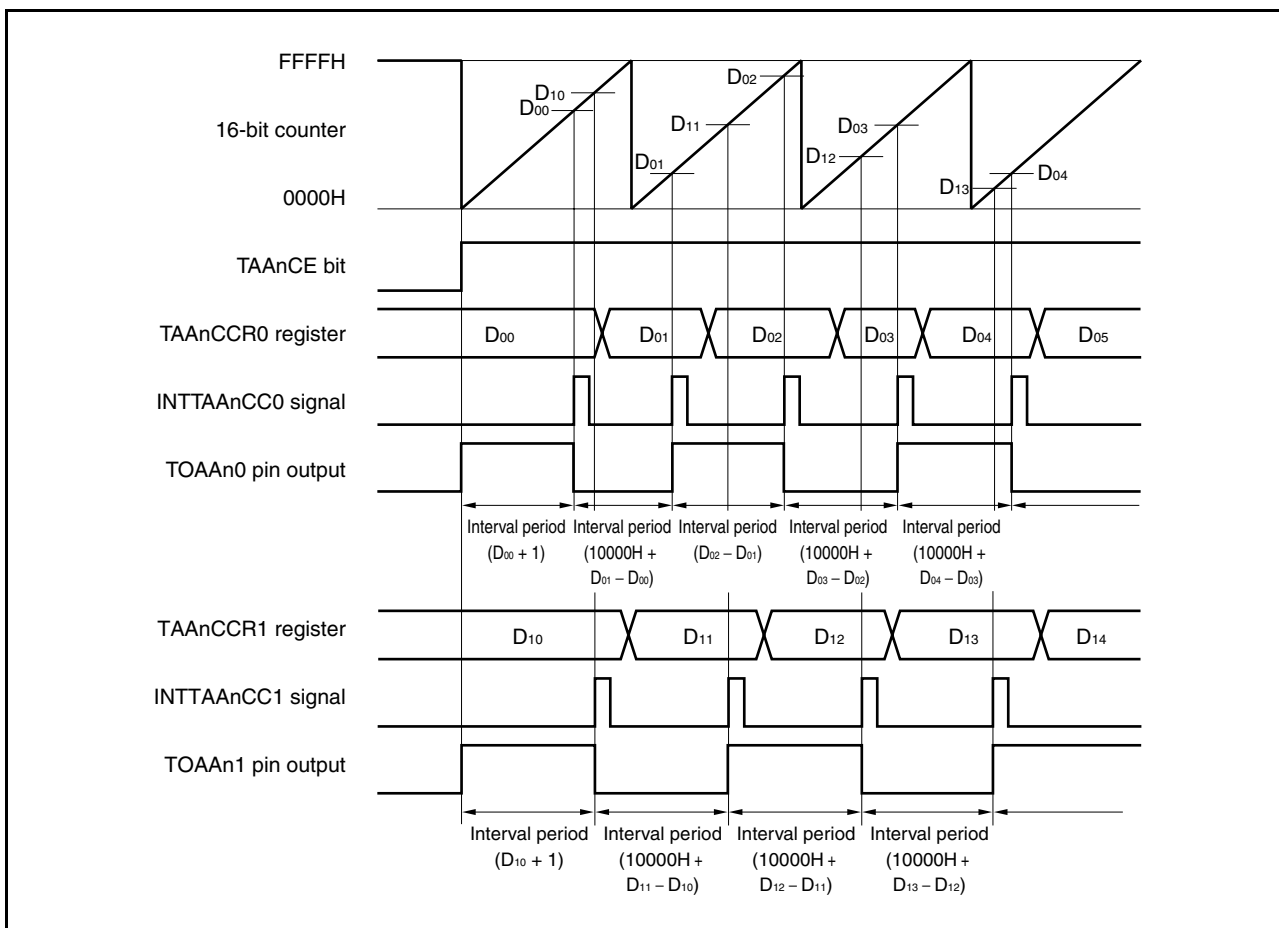 FFFFH
16-bit counter
0000H
D10
D00
D01
D11
D02
D12
D03
D13
D04
TAAnCE bit
TAAnCCR0 register
D00 D01 D02 D03 D04 D05
INTTAAnCC0 signal
TOAAn0 pin output
Interval period
(D00 + 1)
Interval period
(10000H +
D01 – D00)
Interval period
(D02 – D01)
Interval period
(10000H +
D03 – D02)
Interval period
(10000H +
D04 – D03)
TAAnCCR1 register
D10 D11 D12 D13 D14
INTTAAnCC1 signal
TOAAn1 pin output
Interval period
(D10 + 1)
Interval period
(10000H +
D11 – D10)
Interval period
(10000H +
D12 – D11)
Interval period
(10000H +
D13 – D12)